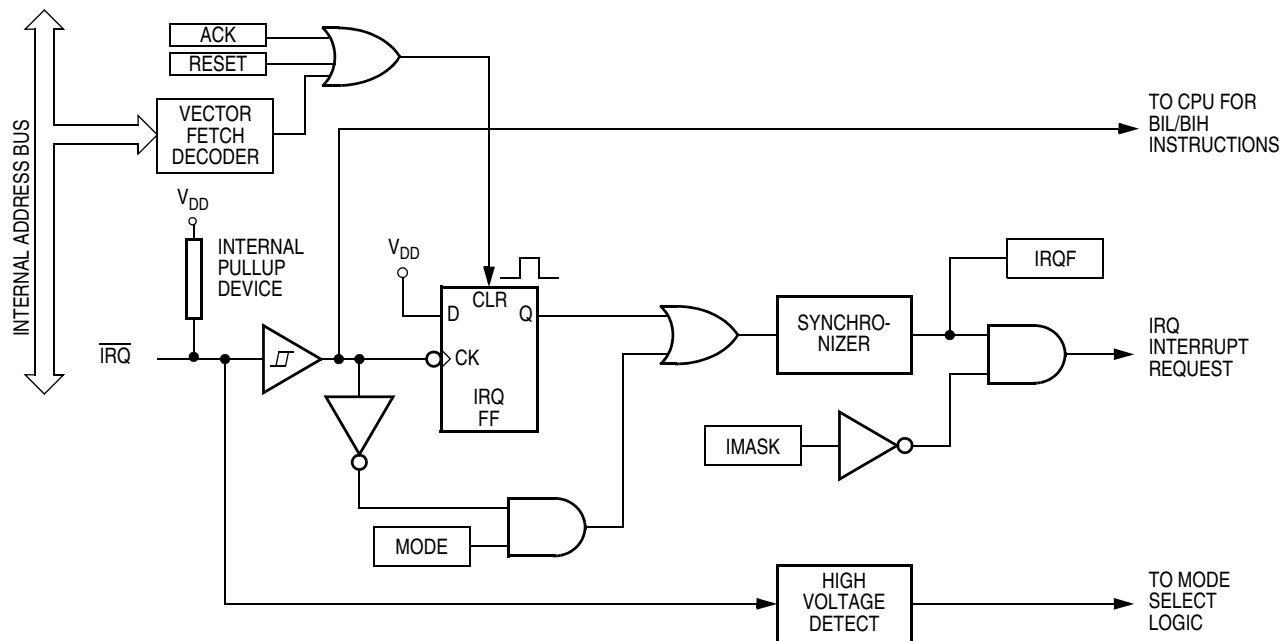 ACK
RESET
VECTOR
FETCH
DECODER
INTERNAL ADDRESS BUS
TO CPU FOR
BIL/BIH
INSTRUCTIONS
VDD
INTERNAL
PULLUP
DEVICE
VDD
CLR
D
Q
CK
IRQ
FF
IRQ
SYNCHRO-
NIZER
IRQF
IRQ
INTERRUPT
REQUEST
IMASK
MODE
HIGH
VOLTAGE
DETECT
TO MODE
SELECT
LOGIC